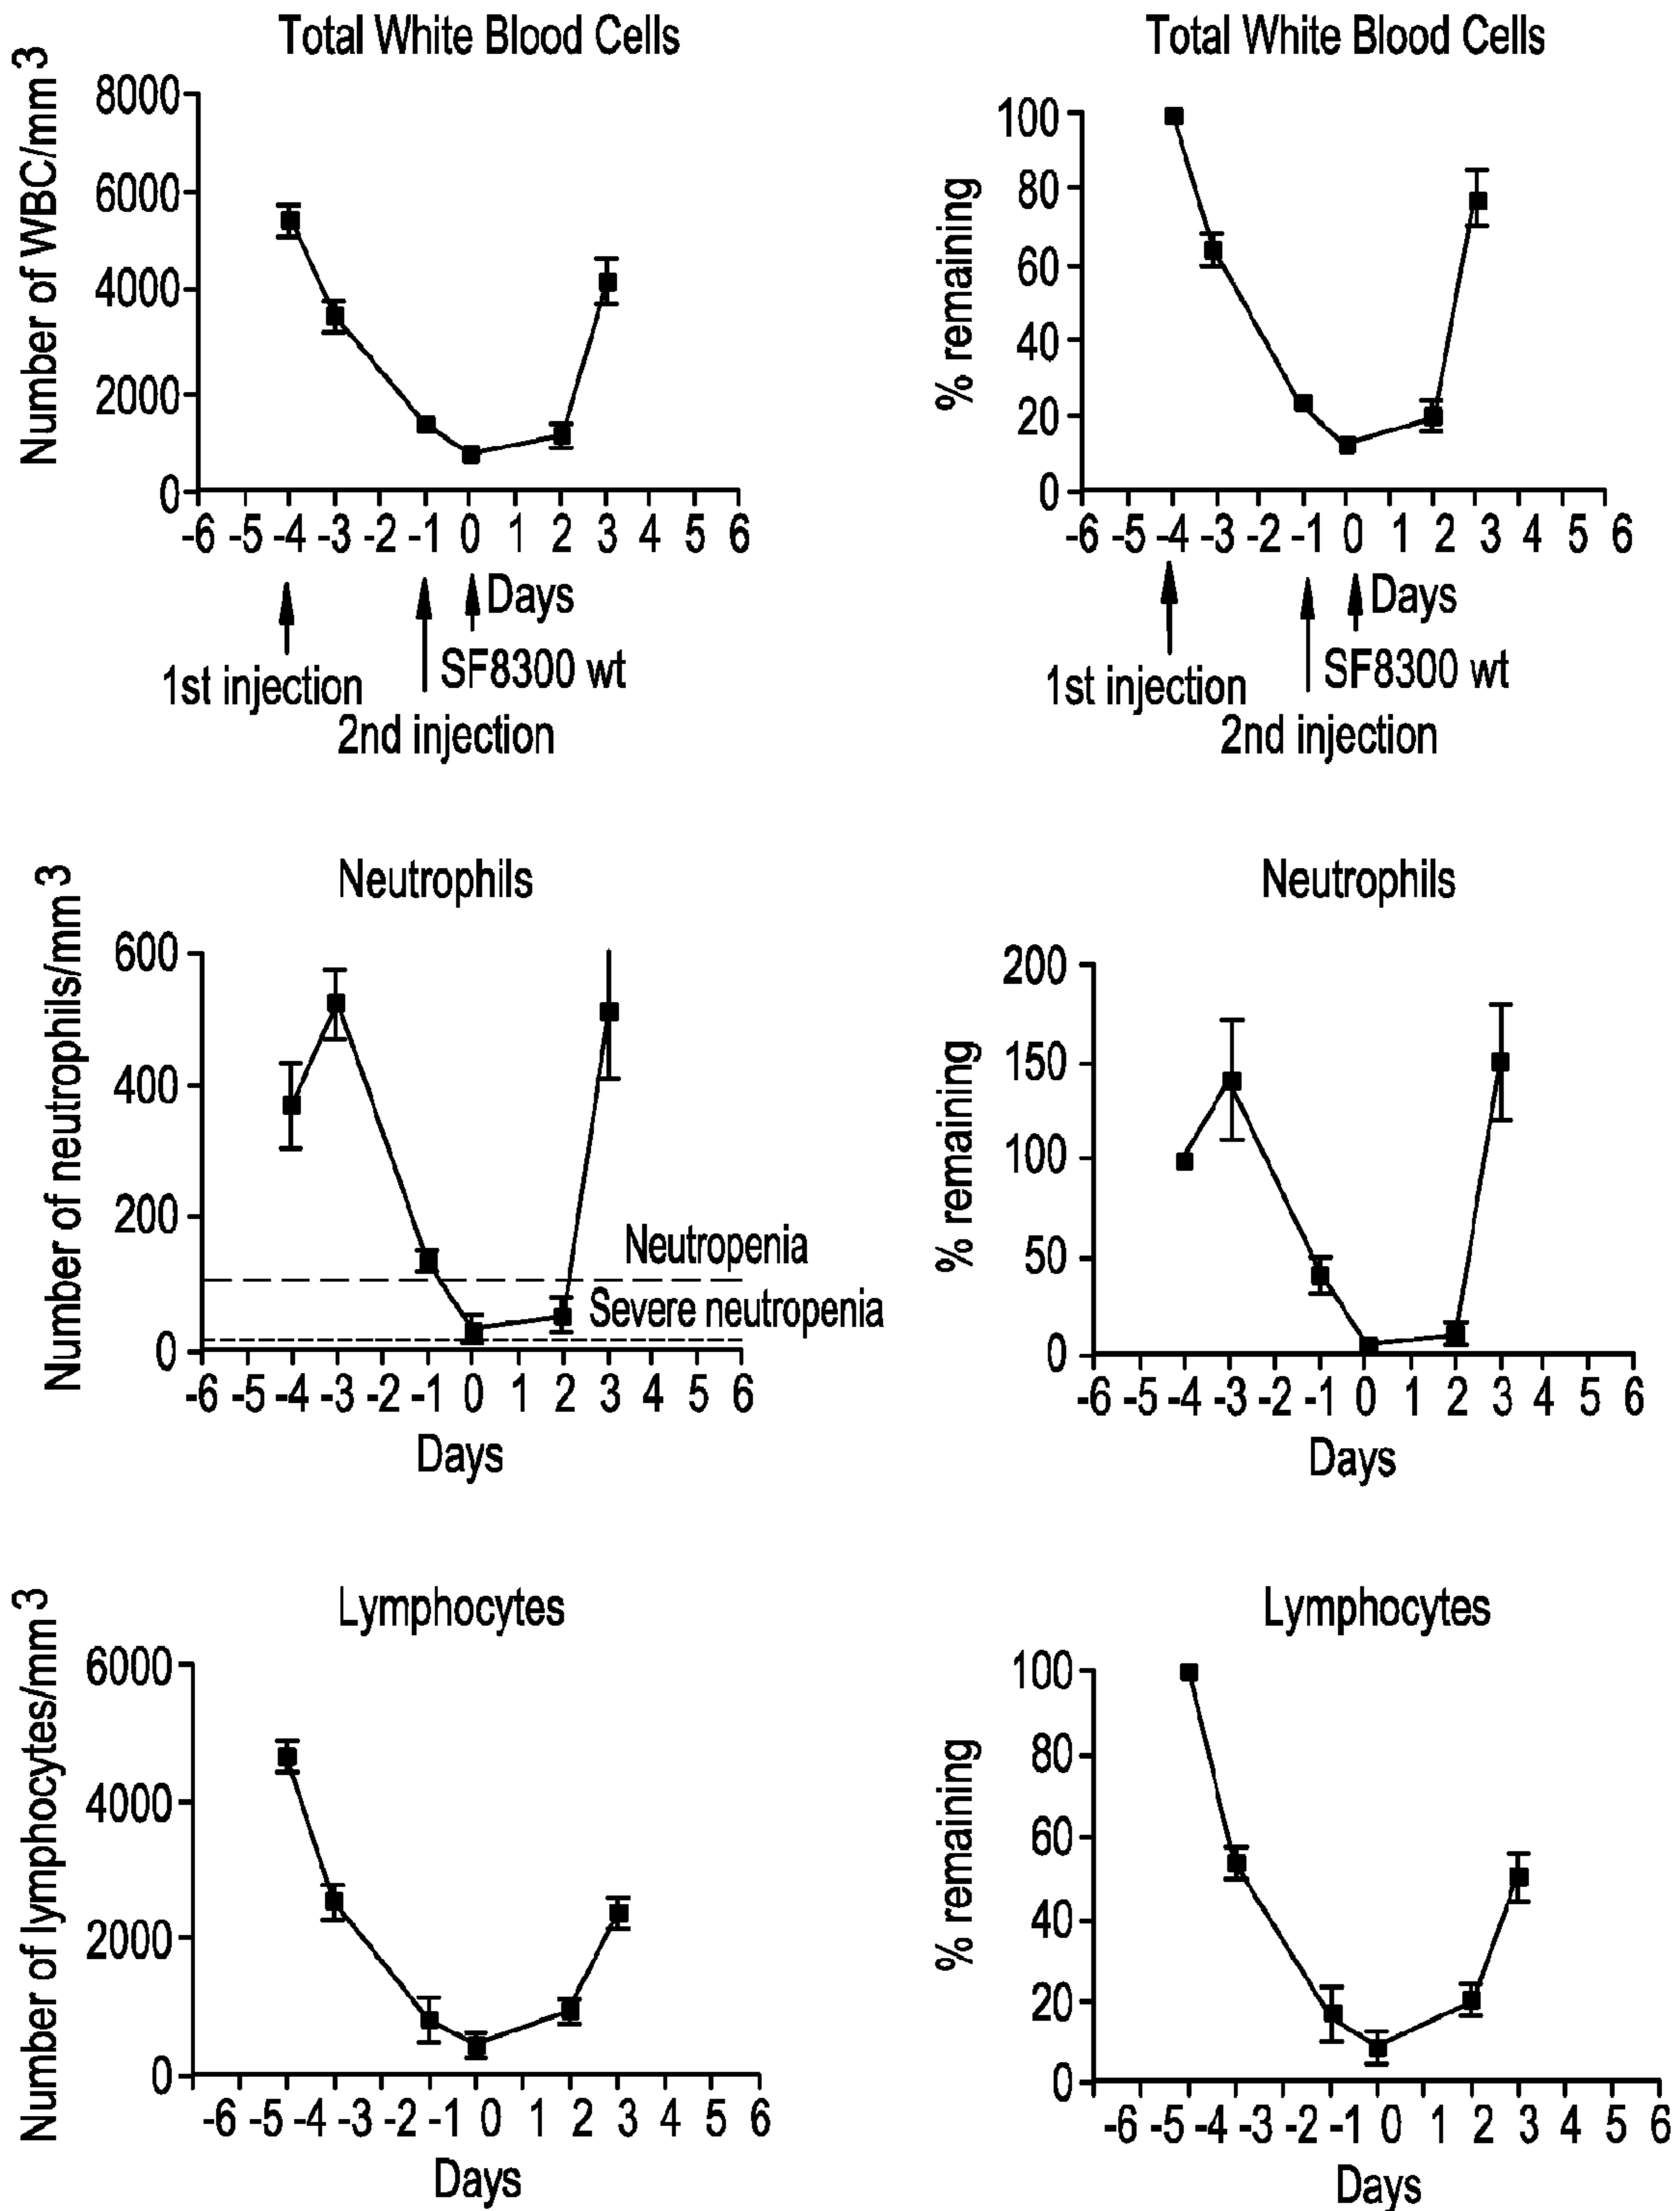 Total White Blood Cells
Number of WBC/mm3
8000
6000
4000
2000
0
-6 -5 -4 -3 -2 -1 0 1 2 3 4 5 6
Days
1st injection
SF8300 wt
2nd injection
Total White Blood Cells
% remaining
100
80
60
40
20
0
-6 -5 -4 -3 -2 -1 0 1 2 3 4 5 6
Days
1st injection
SF8300 wt
2nd injection
Neutrophils
Number of neutrophils/mm3
600
400
200
0
Neutropenia
Severe neutropenia
-6 -5 -4 -3 -2 -1 0 1 2 3 4 5 6
Days
Neutrophils
% remaining
200
150
100
50
0
-6 -5 -4 -3 -2 -1 0 1 2 3 4 5 6
Days
Lymphocytes
Number of lymphocytes/mm3
6000
4000
2000
0
-6 -5 -4 -3 -2 -1 0 1 2 3 4 5 6
Days
Lymphocytes
% remaining
100
80
60
40
20
0
-6 -5 -4 -3 -2 -1 0 1 2 3 4 5 6
Days